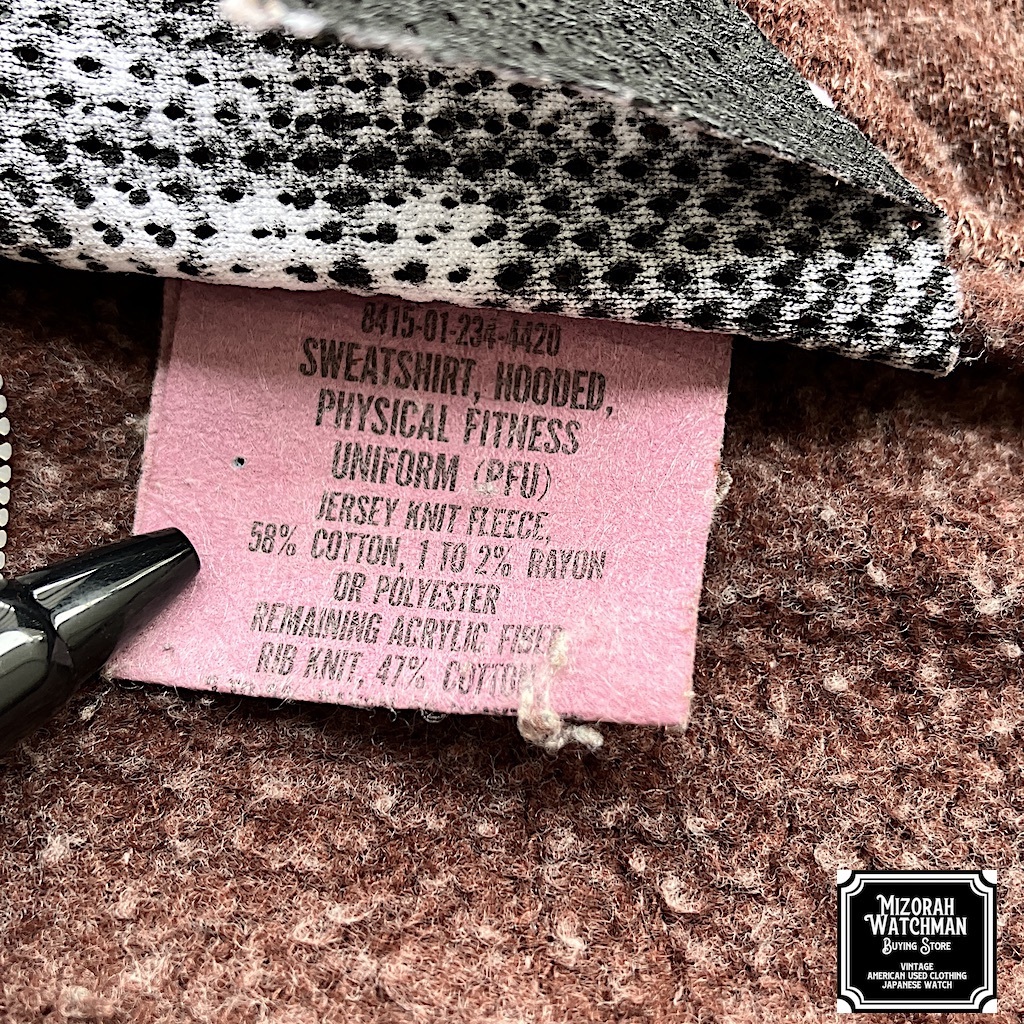 8415-01-234-4420
SWEATSHIRT, HOODED,
PHYSICAL FITNESS
UNIFORM (PFU)
JERSEY KNIT FLEECE,
58% COTTON, 1 TO 2% RAYON
OR POLYESTER
REMAINING ACRYLIC FIBER
RIB KNIT, 47% COTTON
MIZORAH
WATCHMAN
BUYING STORE
VINTAGE
AMERICAN USED CLOTHING
JAPANESE WATCH